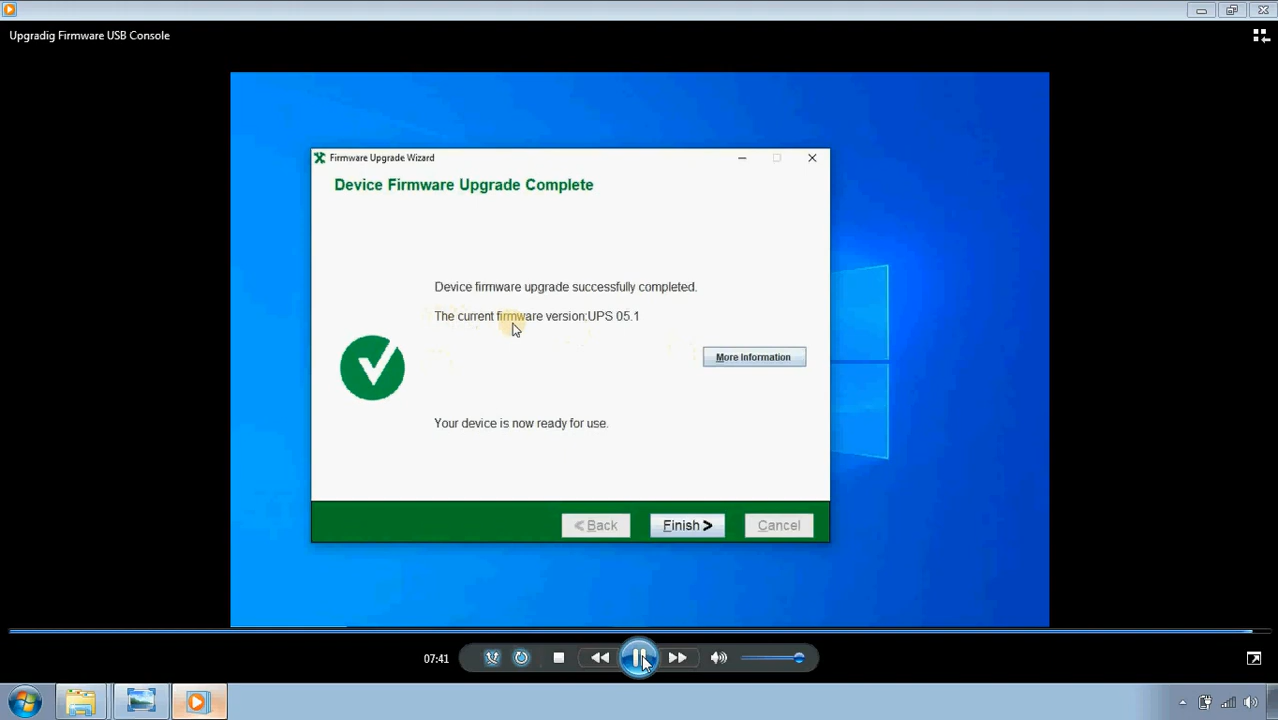 Upgradig Firmware USB Console
Firmware Upgrade Wizard
Device Firmware Upgrade Complete
Device firmware upgrade successfully completed.
The current firmware version:UPS 05.1
More Information
Your device is now ready for use.
< Back
Finish >
Cancel
07:41